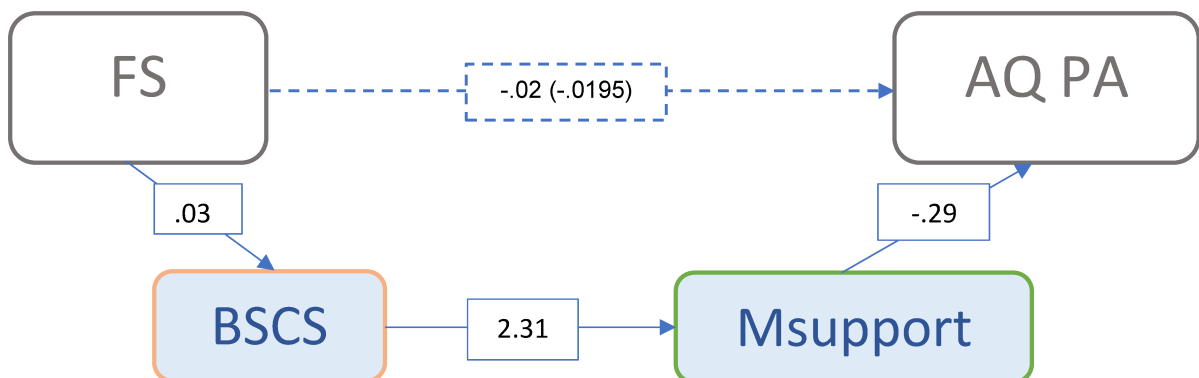 FS
-.02 (-.0195)
AQ PA
.03
-.29
BSCS
2.31
Msupport